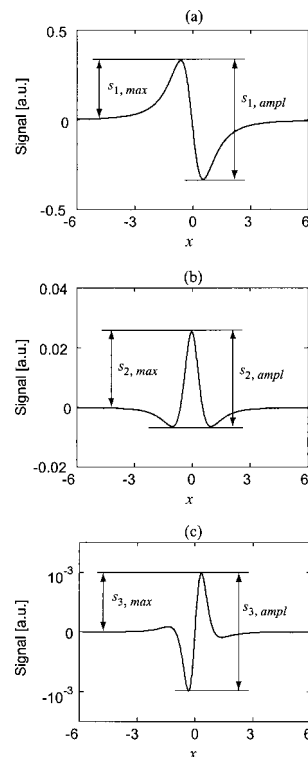 (a)
0.5
0
-0.5
Signal [a.u.]
s1, max
s1, ampl
-6 -3 0 3 6
x
(b)
0.04
0.02
0
-0.02
Signal [a.u.]
s2, max
s2, ampl
-6 -3 0 3 6
x
(c)
10-3
0
-10-3
Signal [a.u.]
s3, max
s3, ampl
-6 -3 0 3 6
x